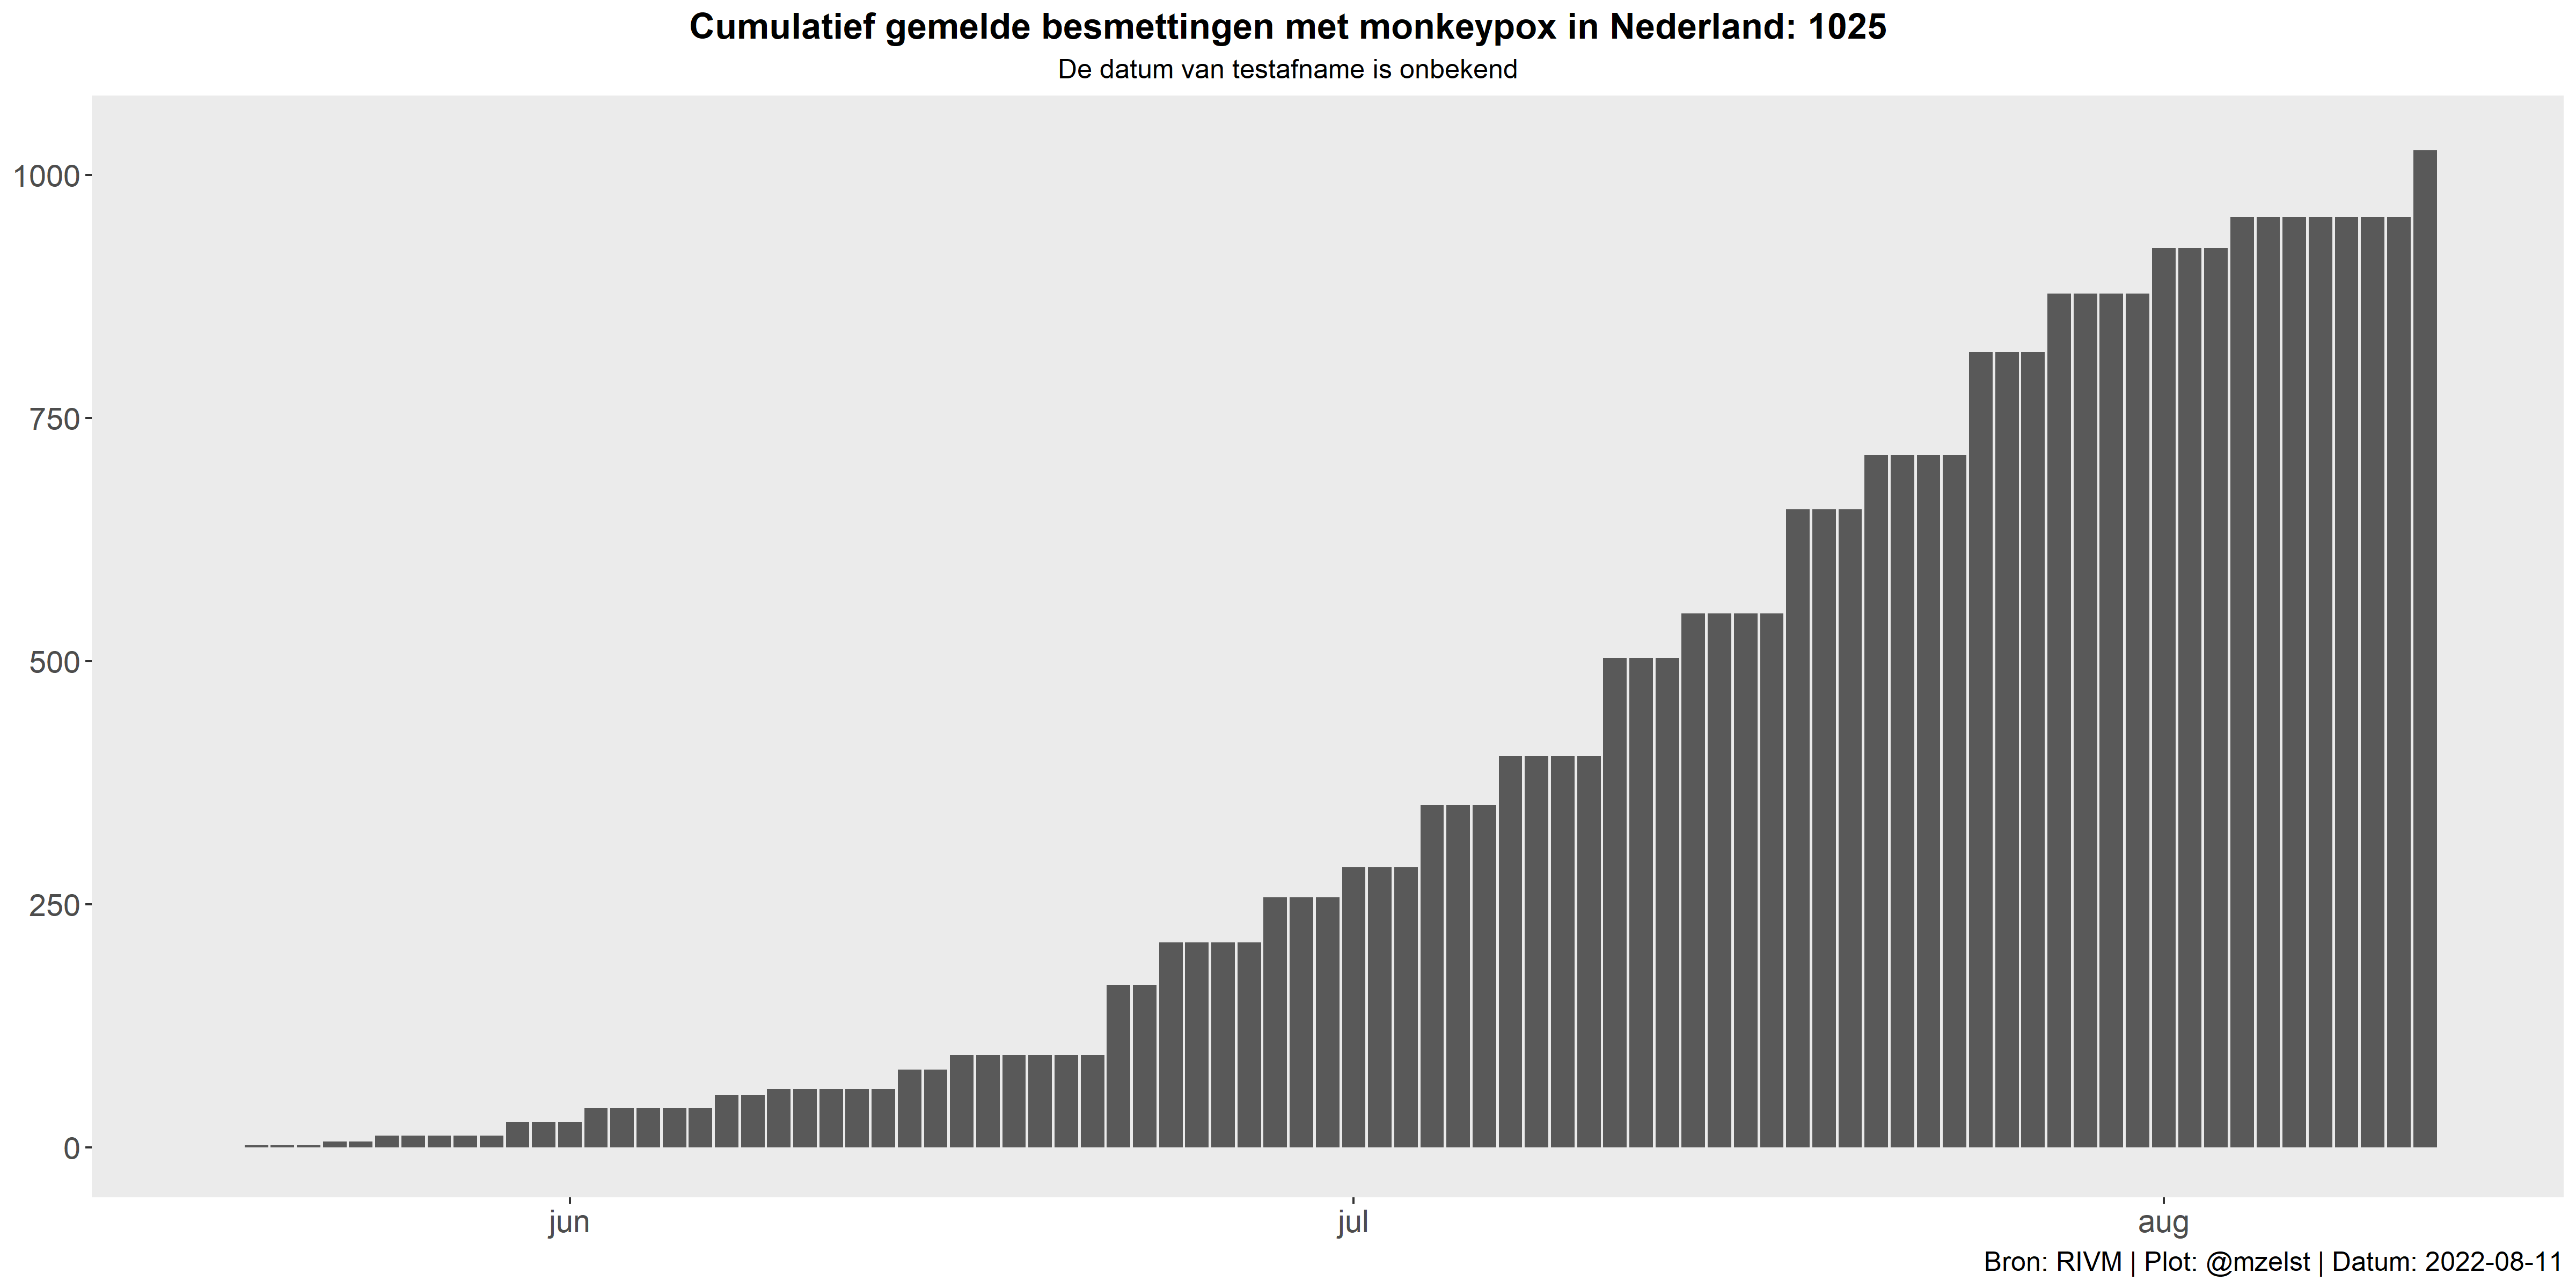 Cumulatief gemelde besmettingen met monkeypox in Nederland: 1025
De datum van testafname is onbekend
1000
750
500
250
0
jun jul aug
Bron: RIVM | Plot: @mzelst | Datum: 2022-08-11